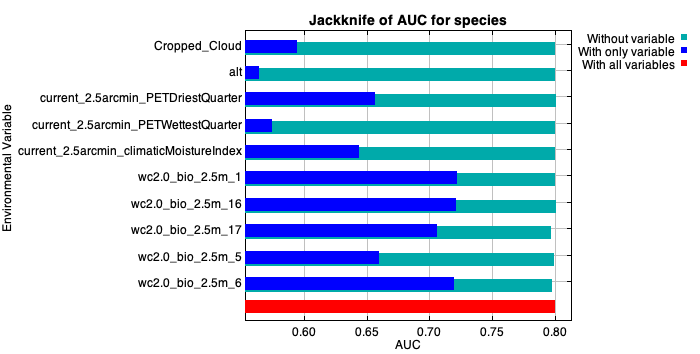 Jackknife of AUC for species
Without variable
With only variable
With all variables
Environmental Variable
Cropped_Cloud
alt
current_2.5arcmin_PETDriestQuarter
current_2.5arcmin_PETWettestQuarter
current_2.5arcmin_climaticMoistureIndex
wc2.0_bio_2.5m_1
wc2.0_bio_2.5m_16
wc2.0_bio_2.5m_17
wc2.0_bio_2.5m_5
wc2.0_bio_2.5m_6
0.60 0.65 0.70 0.75 0.80
AUC